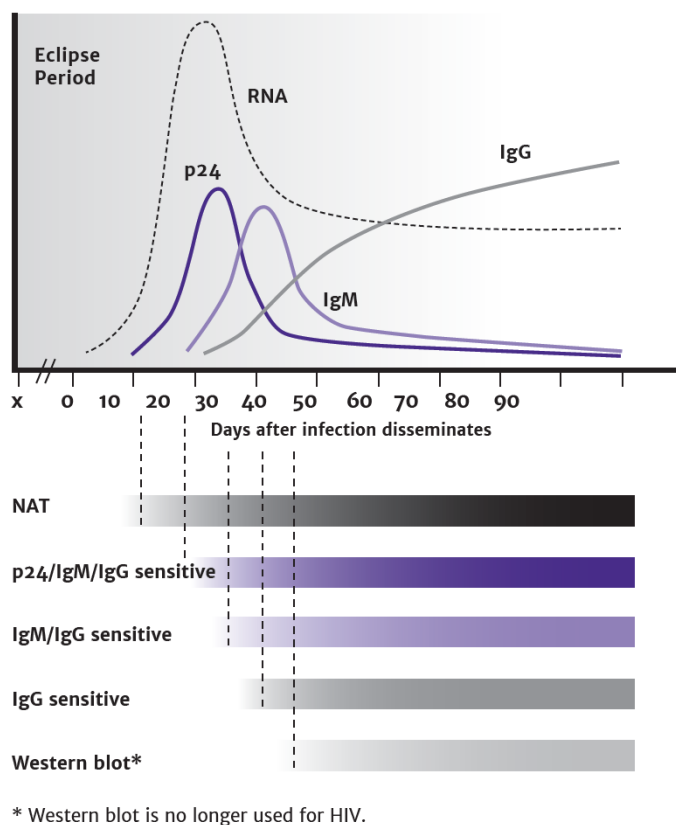 Eclipse
Period
RNA
IgG
p24
IgM
x 0 10 20 30 40 50 60 70 80 90
Days after infection disseminates
NAT
p24/IgM/IgG sensitive
IgM/IgG sensitive
IgG sensitive
Western blot*
* Western blot is no longer used for HIV.